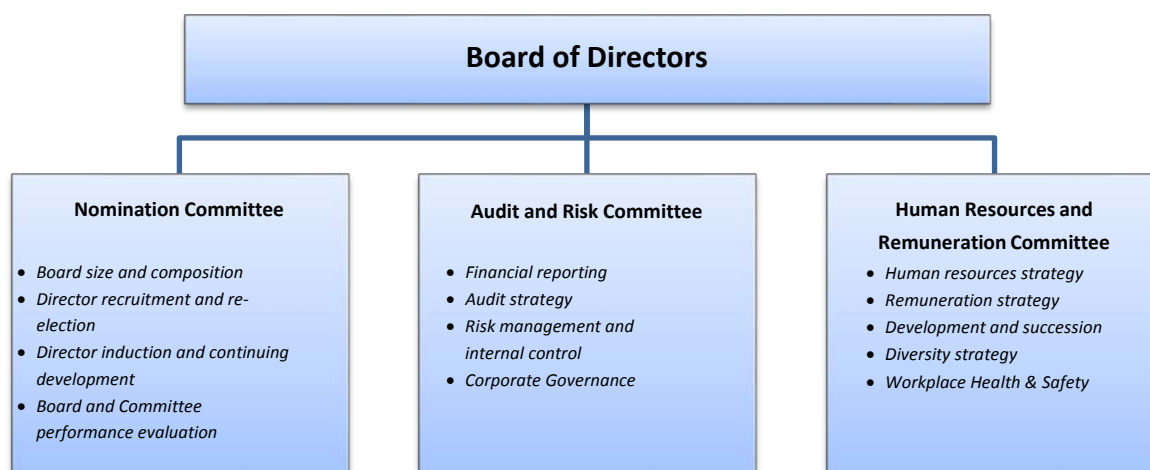 Board of Directors
Nomination Committee
• Board size and composition
• Director recruitment and re-
election
• Director induction and continuing
development
• Board and Committee
performance evaluation
Audit and Risk Committee
• Financial reporting
• Audit strategy
• Risk management and
internal control
• Corporate Governance
Human Resources and
Remuneration Committee
• Human resources strategy
• Remuneration strategy
• Development and succession
• Diversity strategy
• Workplace Health & Safety